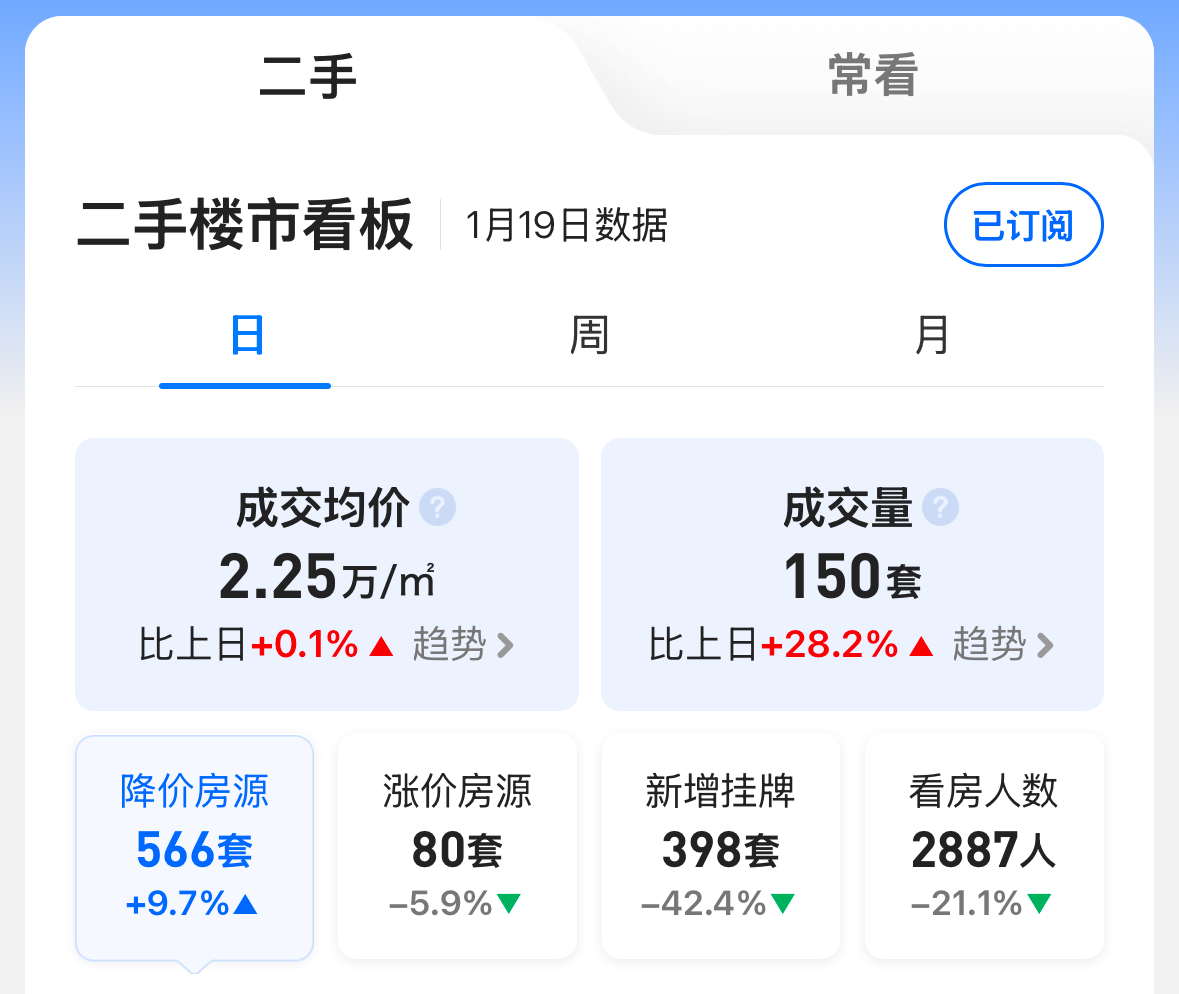 二手
常看
二手楼市看板
1月19日数据
已订阅
日
周
月
成交均价 ?
2.25万/㎡
比上日+0.1%▲ 趋势 >
成交量 ?
150套
比上日+28.2%▲ 趋势 >
降价房源
566套
+9.7%▲
涨价房源
80套
−5.9%▼
新增挂牌
398套
−42.4%▼
看房人数
2887人
−21.1%▼